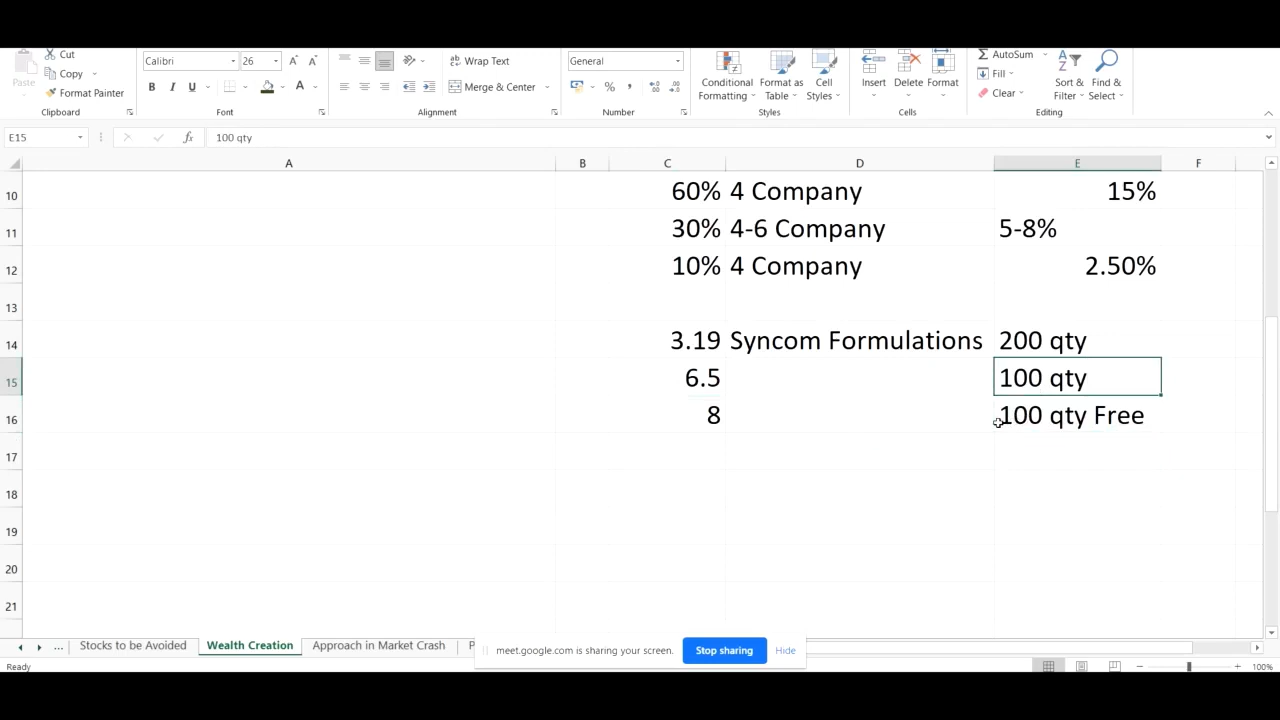 Cut
Calibri 26
Wrap Text
General
AutoSum
Paste
Copy
Conditional Formatting
Format as Table
Cell Styles
Insert
Delete
Format
Fill
Sort & Filter
Find & Select
Format Painter
B I U A
Merge & Center
% ,
Clear
Clipboard
Font
Alignment
Number
Styles
Cells
Editing
E15 fx 100 qty
A B C D E F
10 60% 4 Company 15%
11 30% 4-6 Company 5-8%
12 10% 4 Company 2.50%
13
14 3.19 Syncom Formulations 200 qty
15 6.5 100 qty
16 8 100 qty Free
17
18
19
20
21
... Stocks to be Avoided Wealth Creation Approach in Market Crash P
meet.google.com is sharing your screen. Stop sharing Hide
Ready 100%